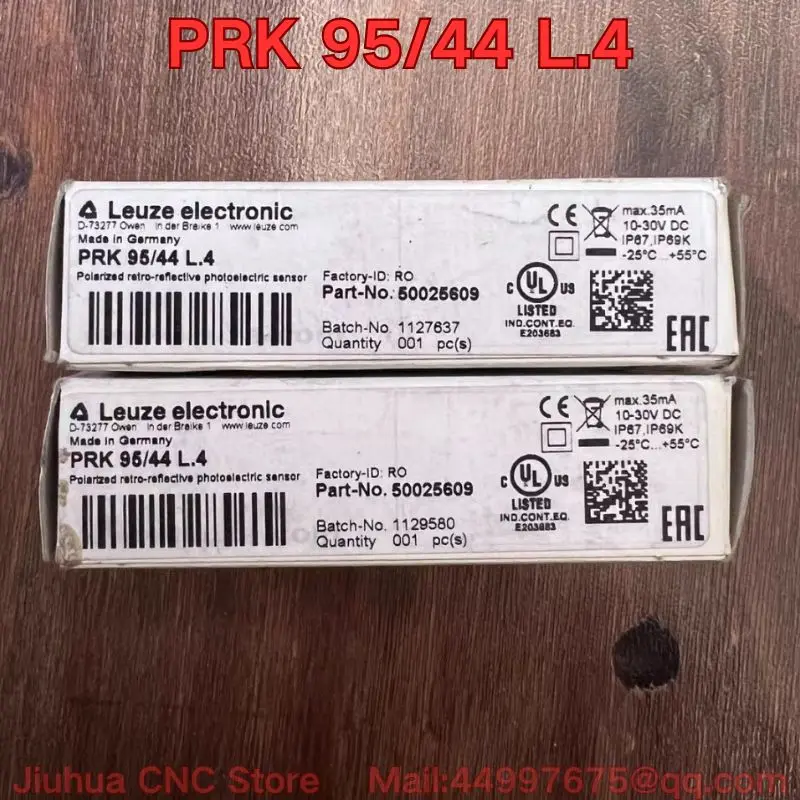 PRK 95/44 L.4
Leuze electronic
D-73277 Owen In der Braike 1 www.leuze.com
Made in Germany
PRK 95/44 L.4
Polarized retro-reflective photoelectric sensor
Factory-ID: RO
Part-No. 50025609
Batch-No. 1127637
Quantity 001 pc(s)
CE
max.35mA
10-30V DC
IP67,IP69K
-25°C...+55°C
C UL US
LISTED
IND.CONT.EQ.
E203683
EAC
Leuze electronic
D-73277 Owen In der Braike 1 www.leuze.com
Made in Germany
PRK 95/44 L.4
Polarized retro-reflective photoelectric sensor
Factory-ID: RO
Part-No. 50025609
Batch-No. 1129580
Quantity 001 pc(s)
CE
max.35mA
10-30V DC
IP67,IP69K
-25°C...+55°C
C UL US
LISTED
IND.CONT.EQ.
E203683
EAC
Jiuhua CNC Store Mail:44997675@qq.com